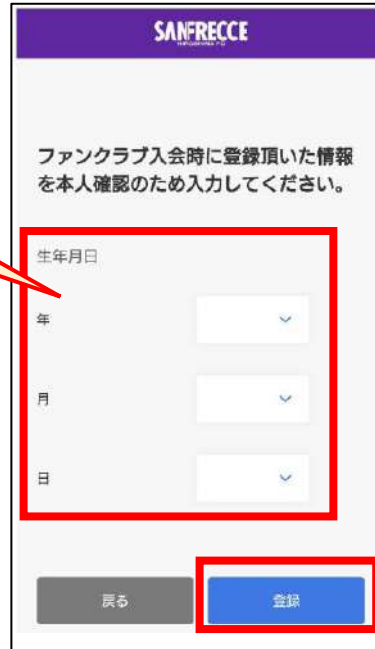 SANFRECCE
HIROSHIMA FC
ファンクラブ入会時に登録頂いた情報
を本人確認のため入力してください。
生年月日
年
月
日
戻る
登録